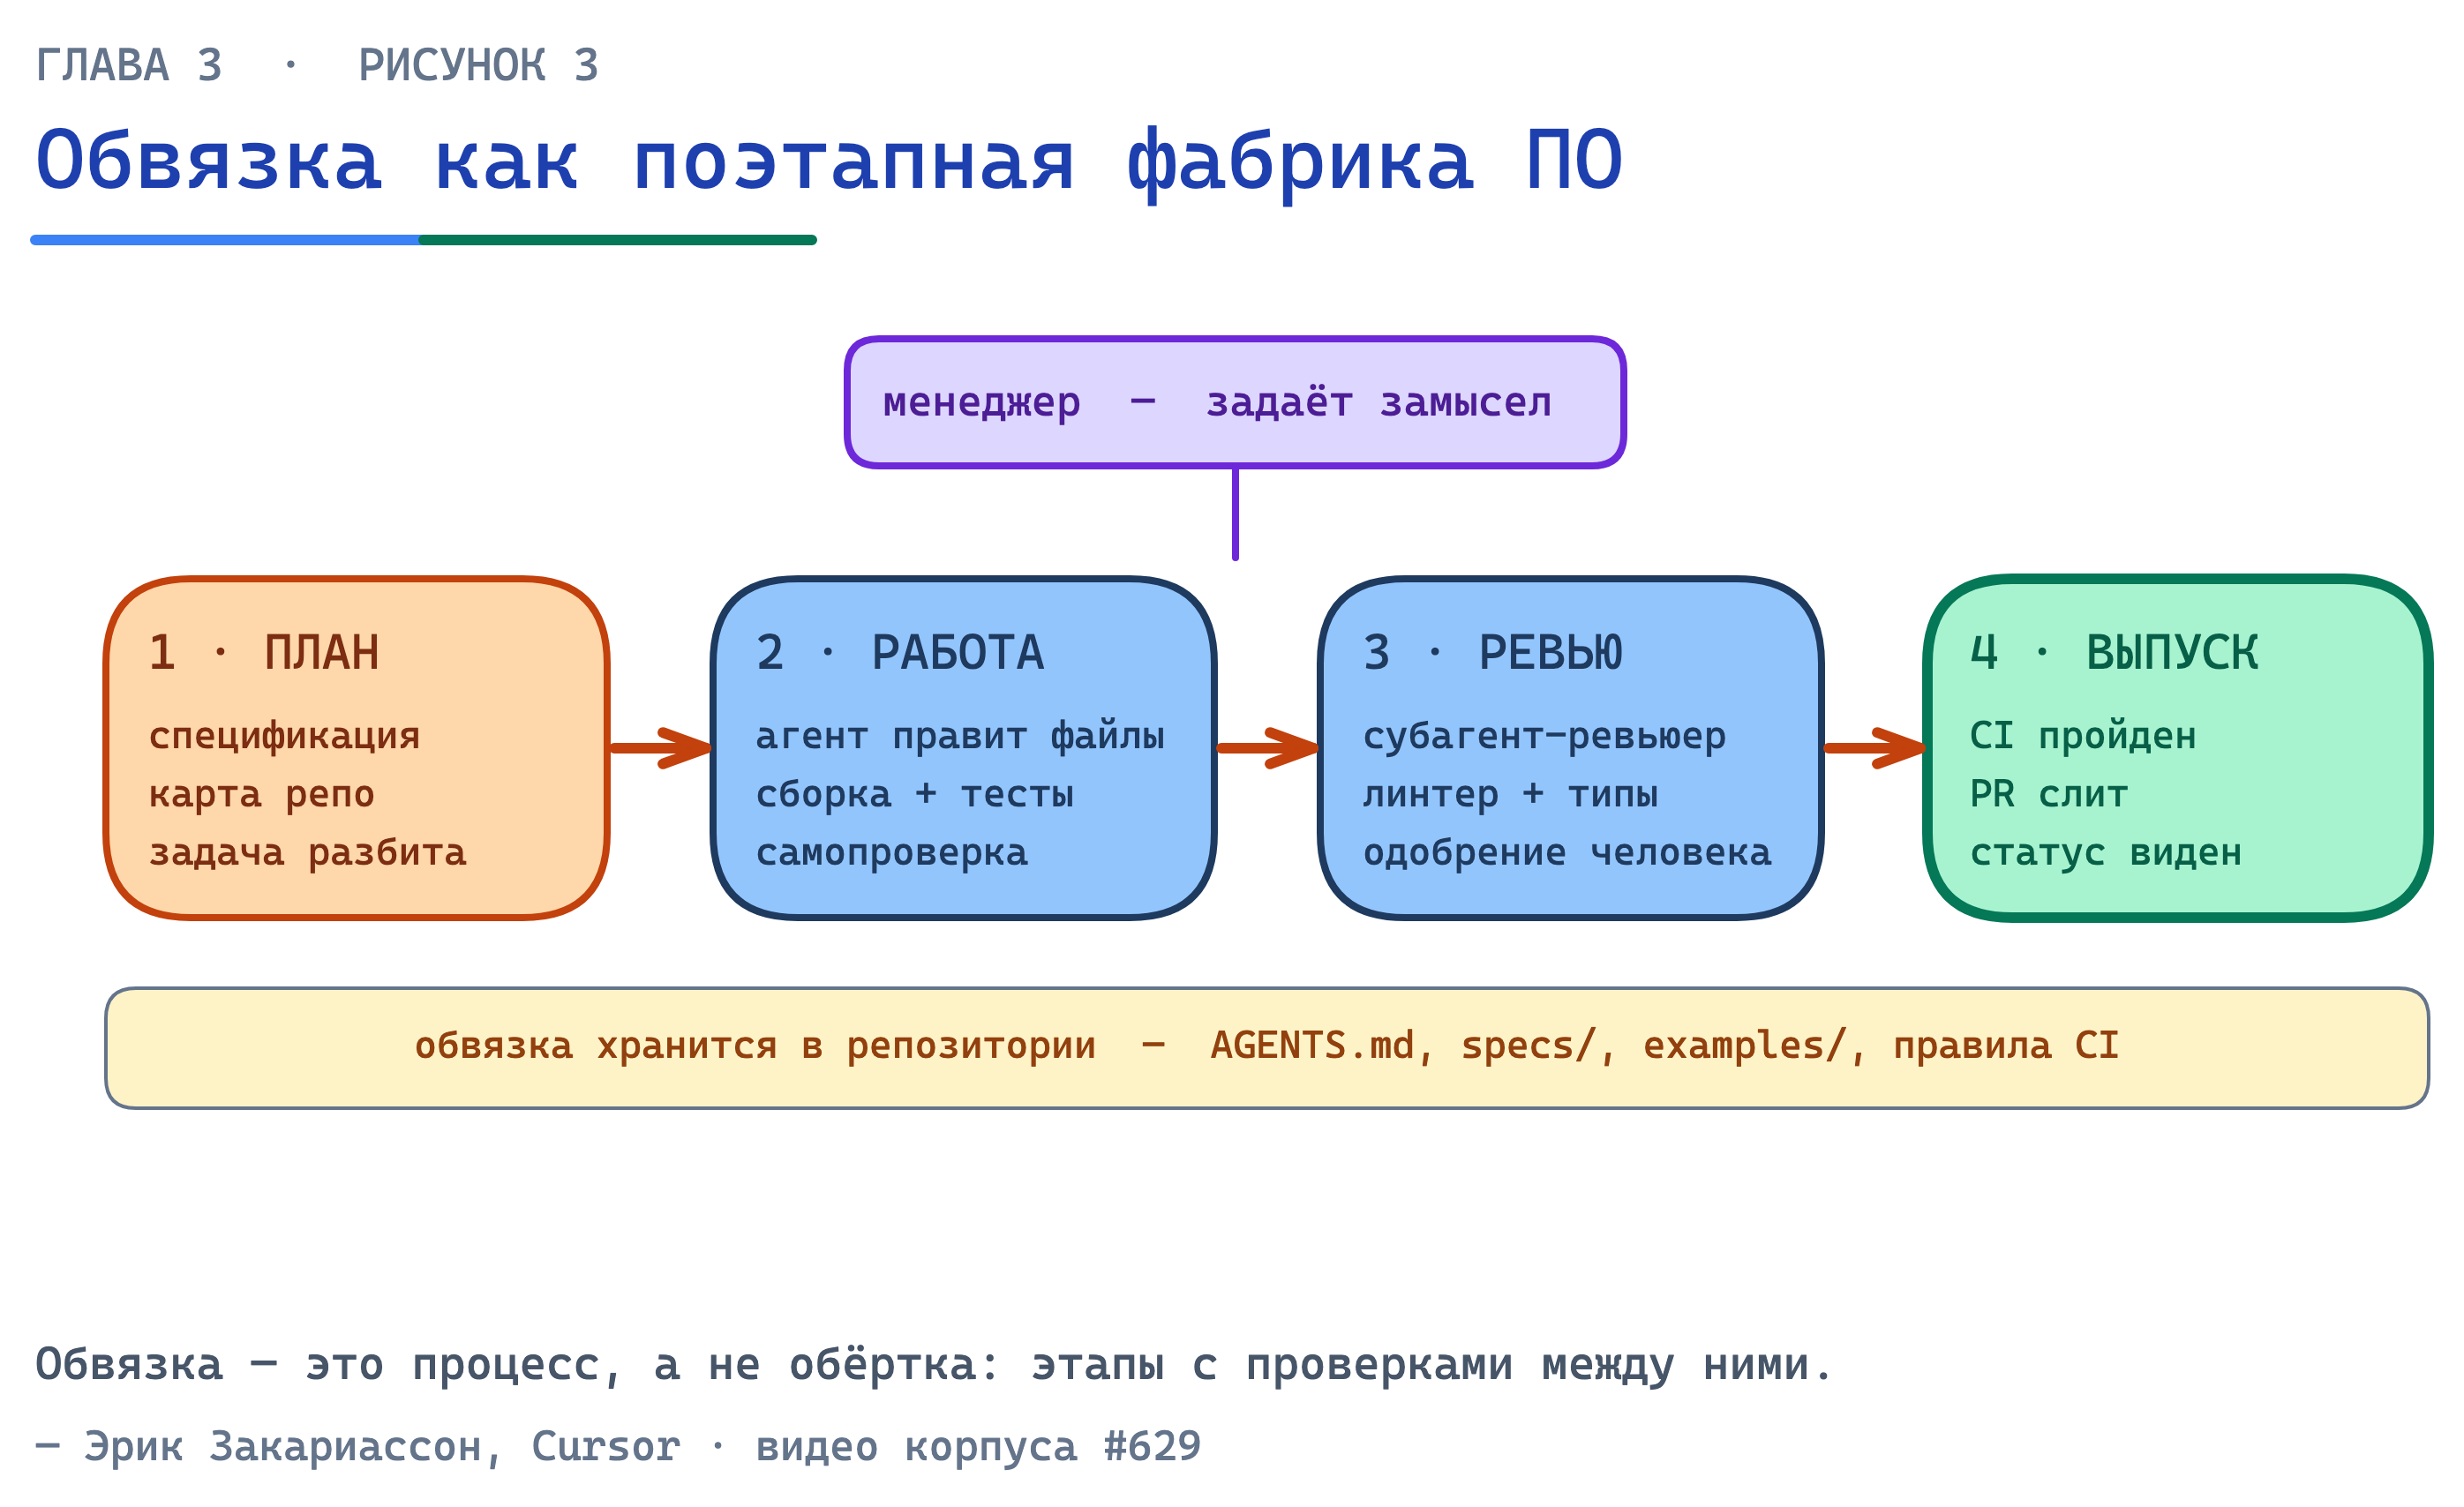 ГЛАВА 3 · РИСУНОК 3
Обвязка как поэтапная фабрика ПО
менеджер — задаёт замысел
1 · ПЛАН
спецификация
карта репо
задача разбита
2 · РАБОТА
агент правит файлы
сборка + тесты
самопроверка
3 · РЕВЬЮ
субагент-ревьюер
линтер + типы
одобрение человека
4 · ВЫПУСК
CI пройден
PR слит
статус виден
обвязка хранится в репозитории — AGENTS.md, specs/, examples/, правила CI
Обвязка — это процесс, а не обёртка: этапы с проверками между ними.
— Эрик Закариассон, Cursor · видео корпуса #629